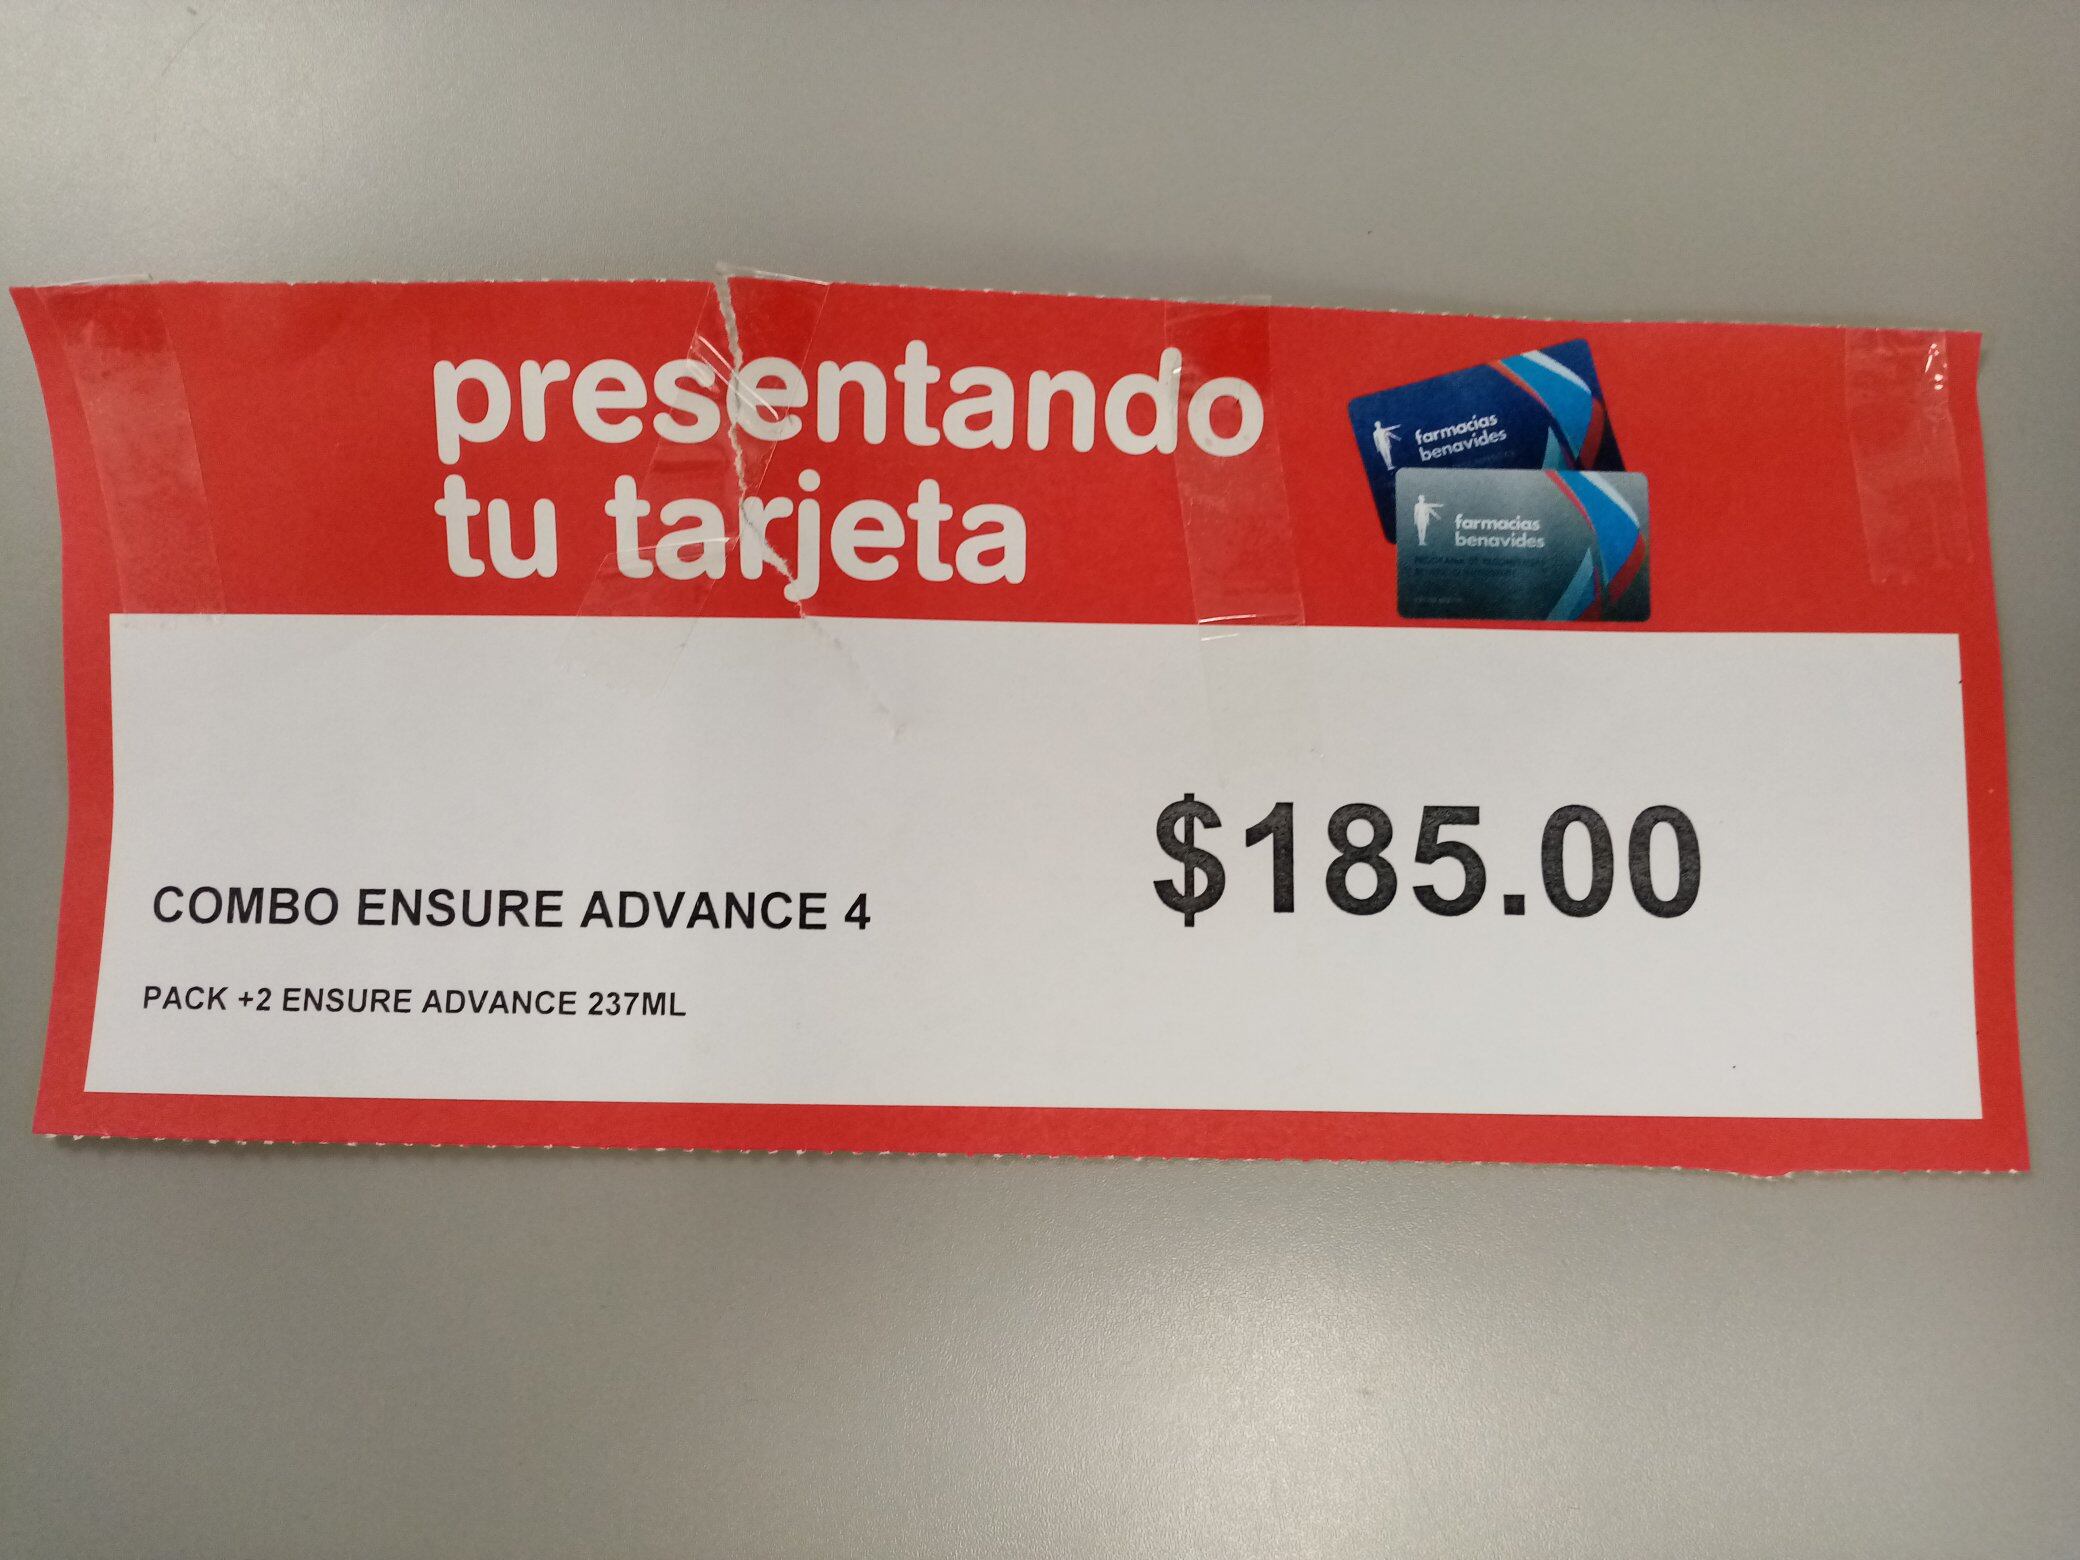 presentando
tu tarjeta
farmacias
benavides
farmacias
benavides
COMBO ENSURE ADVANCE 4
$185.00
PACK +2 ENSURE ADVANCE 237ML